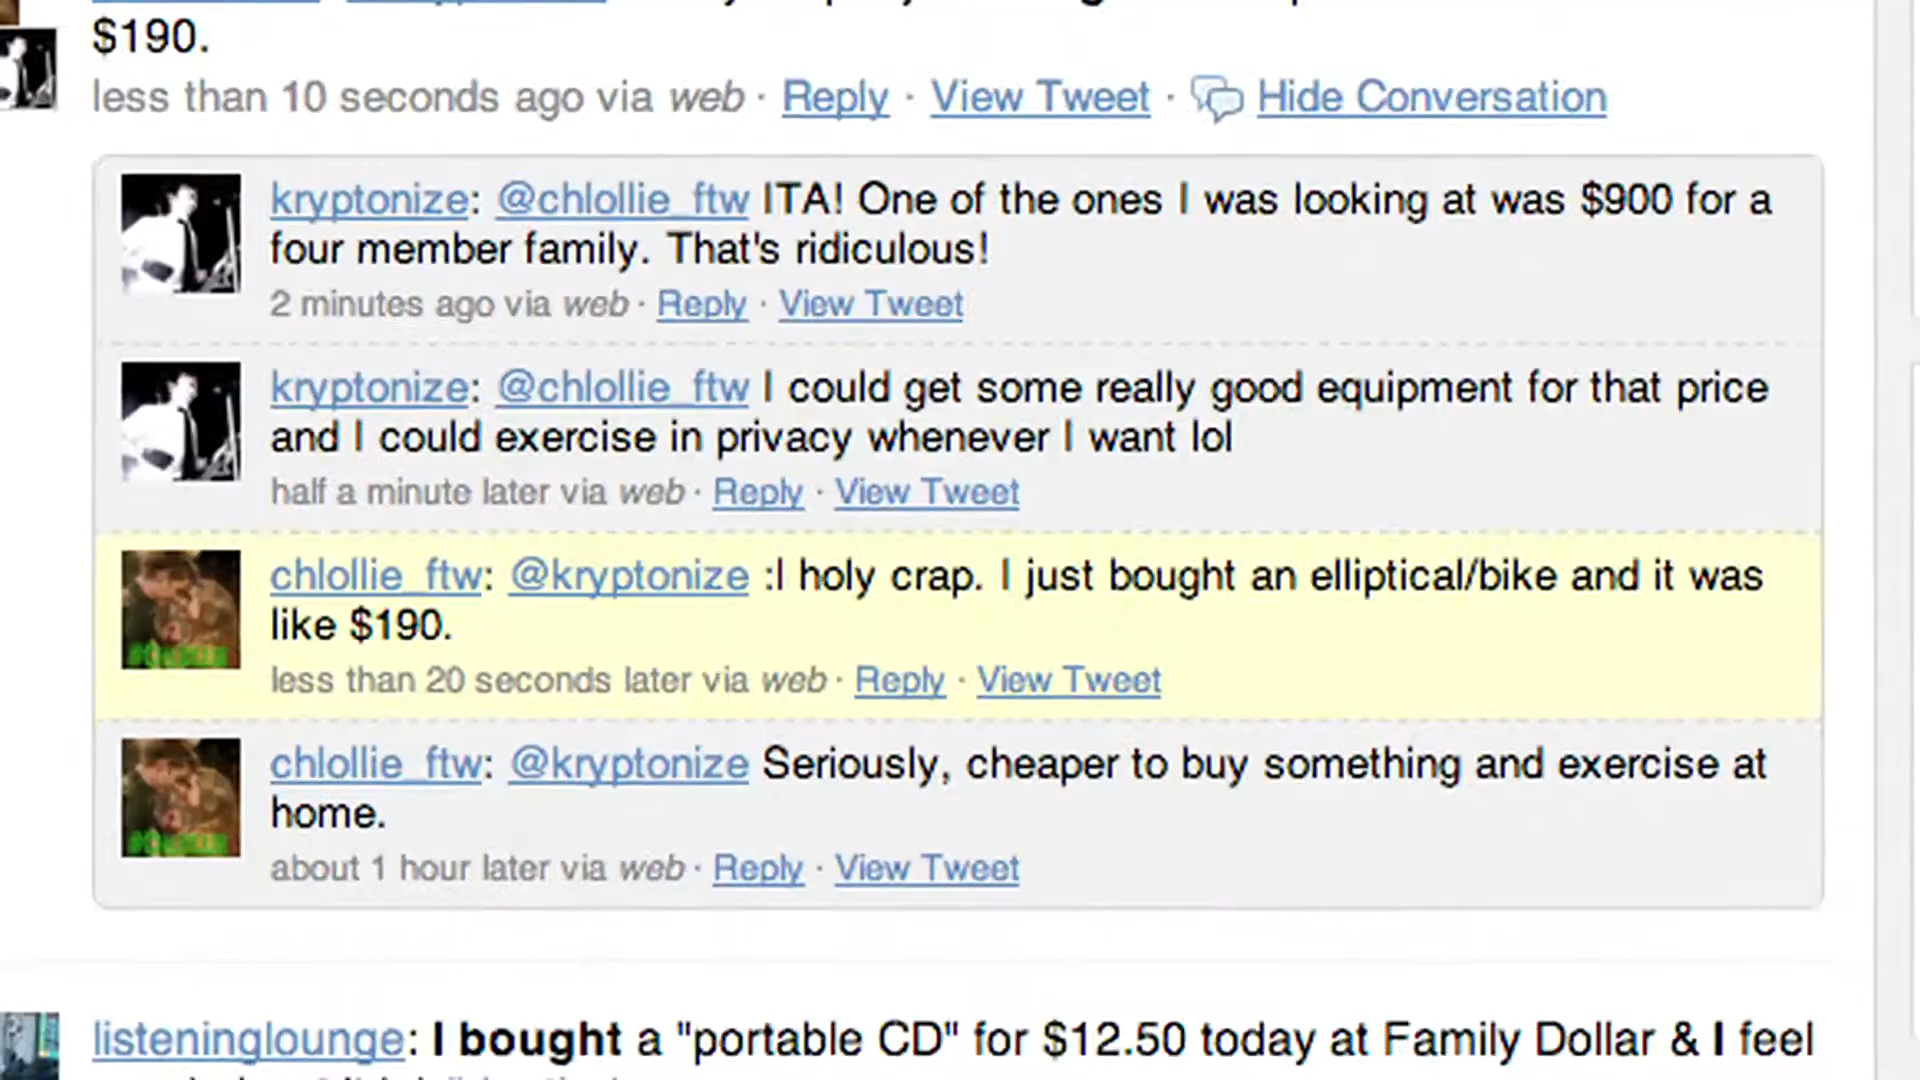 $190.
less than 10 seconds ago via web · Reply · View Tweet · Hide Conversation
kryptonize: @chlollie_ftw ITA! One of the ones I was looking at was $900 for a
four member family. That's ridiculous!
2 minutes ago via web · Reply · View Tweet
kryptonize: @chlollie_ftw I could get some really good equipment for that price
and I could exercise in privacy whenever I want lol
half a minute later via web · Reply · View Tweet
chlollie_ftw: @kryptonize :l holy crap. I just bought an elliptical/bike and it was
like $190.
less than 20 seconds later via web · Reply · View Tweet
chlollie_ftw: @kryptonize Seriously, cheaper to buy something and exercise at
home.
about 1 hour later via web · Reply · View Tweet
listeninglounge: I bought a "portable CD" for $12.50 today at Family Dollar & I feel